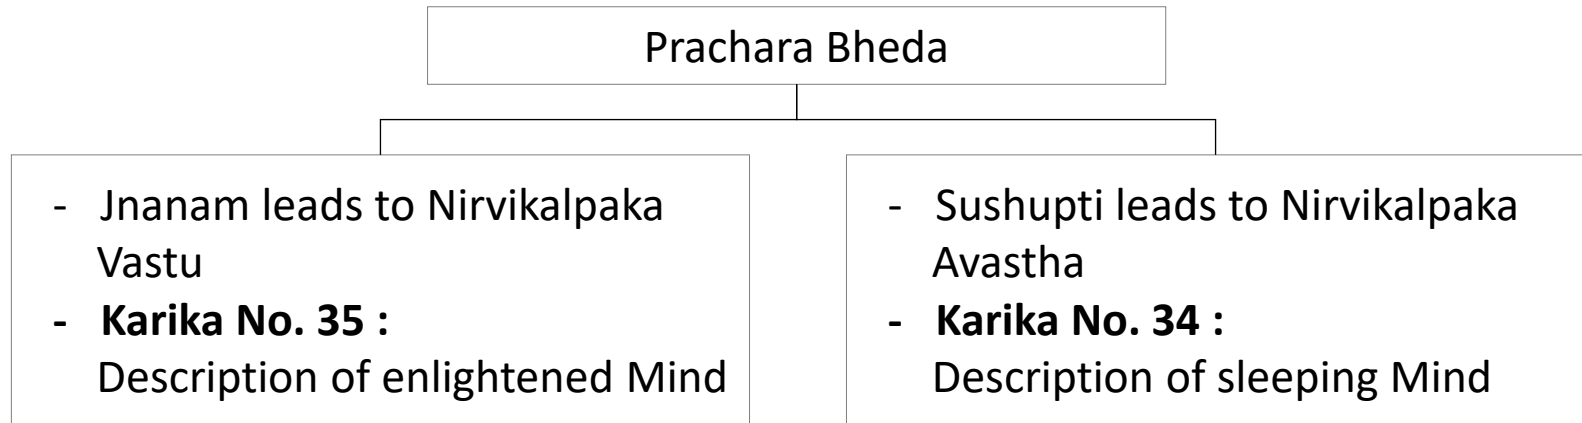 Prachara Bheda
- Jnanam leads to Nirvikalpaka
Vastu
- Karika No. 35 :
Description of enlightened Mind
- Sushupti leads to Nirvikalpaka
Avastha
- Karika No. 34 :
Description of sleeping Mind